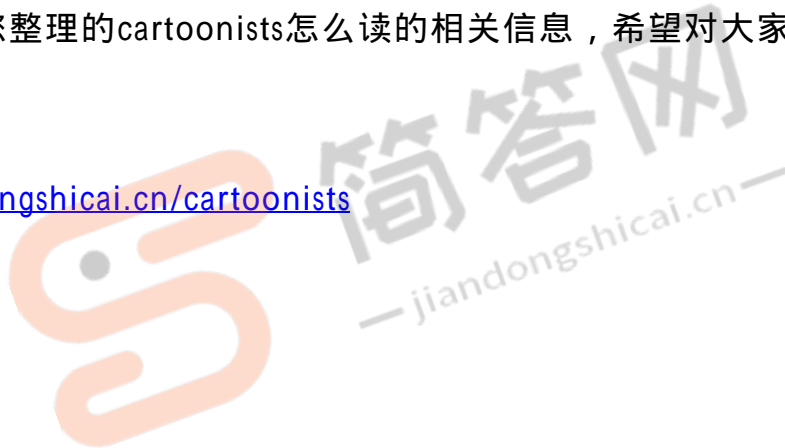 整理的cartoonists怎么读的相关信息，希望对大家
ngshicai.cn/cartoonists
简答网
— jiandongshicai.cn —